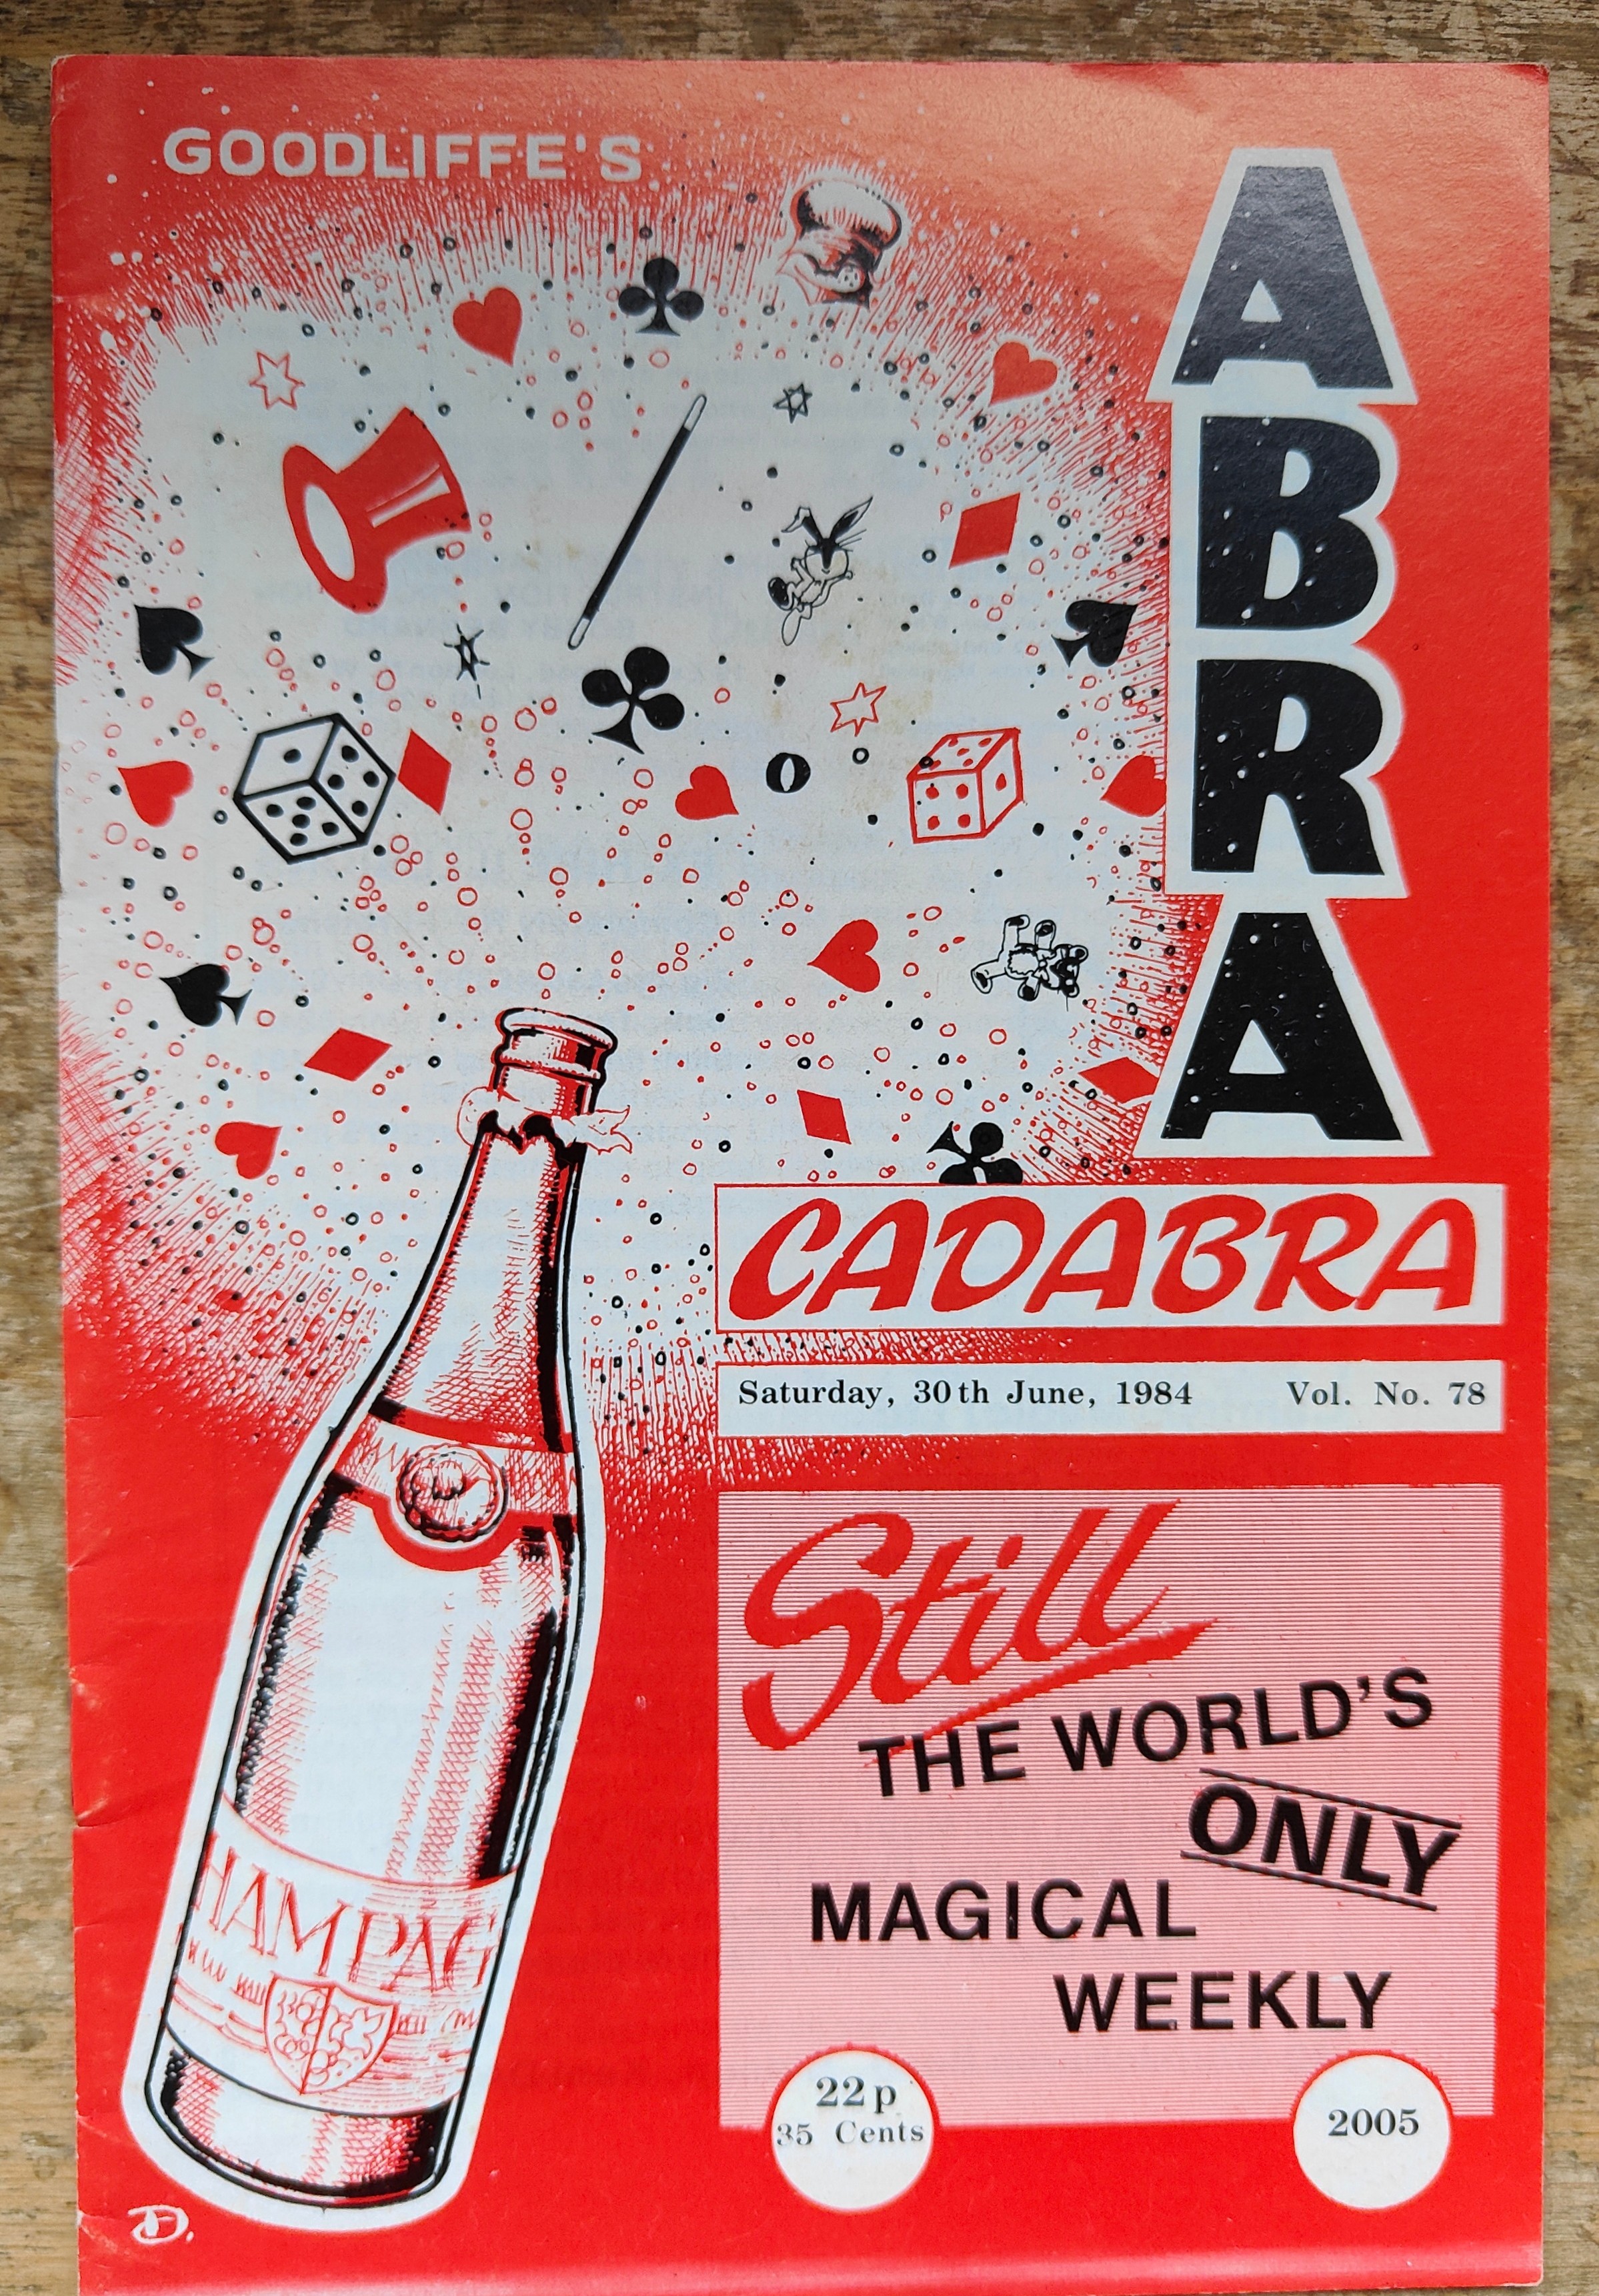 GOODLIFFE'S
ABRA
CADABRA
Saturday, 30th June, 1984 Vol. No. 78
Still
THE WORLD'S
ONLY
MAGICAL
WEEKLY
22p
35 Cents
2005
HAMPAG
D.